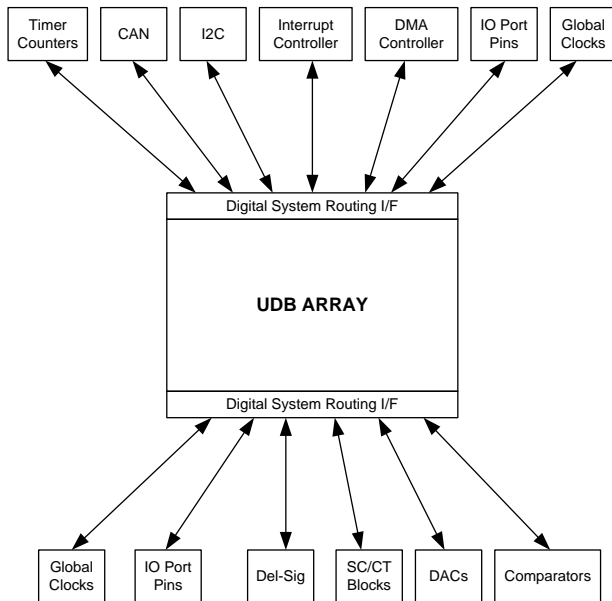 Timer
Counters
CAN
I2C
Interrupt
Controller
DMA
Controller
IO Port
Pins
Global
Clocks
Digital System Routing I/F
UDB ARRAY
Digital System Routing I/F
Global
Clocks
IO Port
Pins
Del-Sig
SC/CT
Blocks
DACs
Comparators